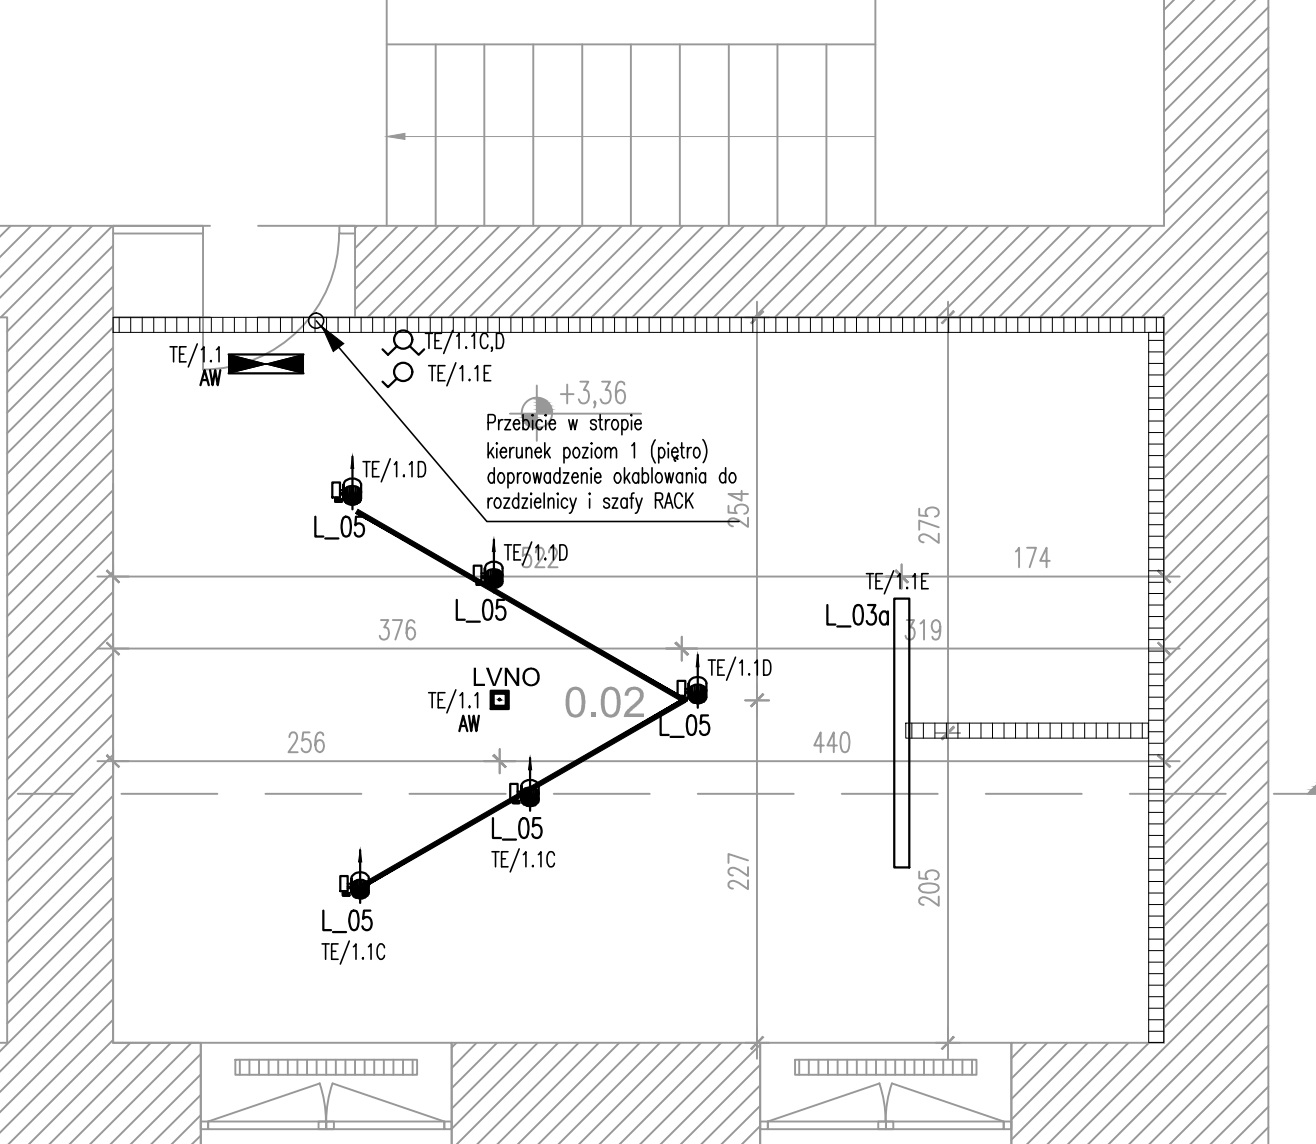 TE/1.1C,D
TE/1.1
AW
TE/1.1E
+3,36
Przebicie w stropie
kierunek poziom 1 (piętro)
doprowadzenie okablowania do
rozdzielnicy i szafy RACK
TE/1.1D
L_05
254
275
TE/1.1D
522
174
L_05
TE/1.1E
L_03a
376
319
LVNO
TE/1.1
AW
0.02
TE/1.1D
L_05
256
440
L_05
TE/1.1C
227
205
L_05
TE/1.1C